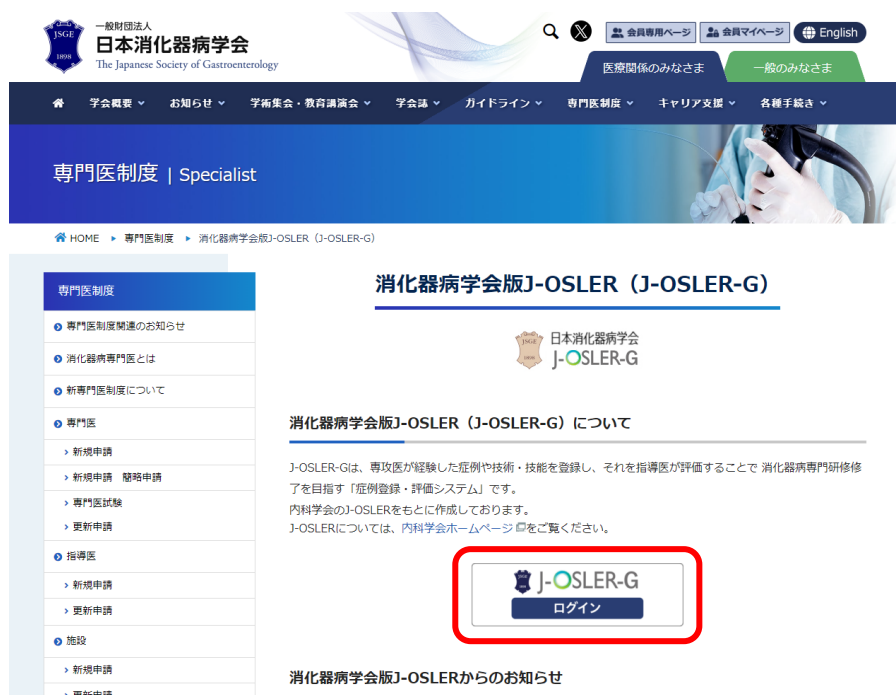 JSGE
1898
一般財団法人
日本消化器病学会
The Japanese Society of Gastroenterology
会員専用ページ
会員マイページ
English
医療関係のみなさま
一般のみなさま
学会概要
お知らせ
学術集会・教育講演会
学会誌
ガイドライン
専門医制度
キャリア支援
各種手続き
専門医制度 | Specialist
HOME ▶ 専門医制度 ▶ 消化器病学会版J-OSLER（J-OSLER-G）
専門医制度
専門医制度関連のお知らせ
消化器病専門医とは
新専門医制度について
専門医
新規申請
新規申請　簡略申請
専門医試験
更新申請
指導医
新規申請
更新申請
施設
新規申請
更新申請
消化器病学会版J-OSLER（J-OSLER-G）
JSGE
1898
日本消化器病学会
J-OSLER-G
消化器病学会版J-OSLER（J-OSLER-G）について
J-OSLER-Gは、専攻医が経験した症例や技術・技能を登録し、それを指導医が評価することで 消化器病専門研修修
了を目指す「症例登録・評価システム」です。
内科学会のJ-OSLERをもとに作成しております。
J-OSLERについては、内科学会ホームページをご覧ください。
J-OSLER-G
ログイン
消化器病学会版J-OSLERからのお知らせ